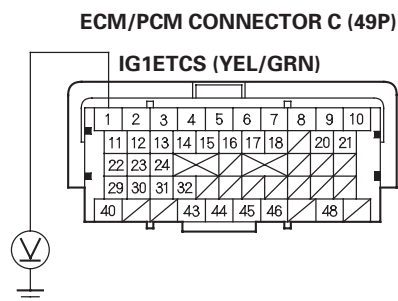 ECM/PCM CONNECTOR C (49P)
IG1ETCS (YEL/GRN)
1 2 3 4 5 6 7 8 9 10
11 12 13 14 15 16 17 18 20 21
22 23 24
29 30 31 32
40 43 44 45 46 48
V